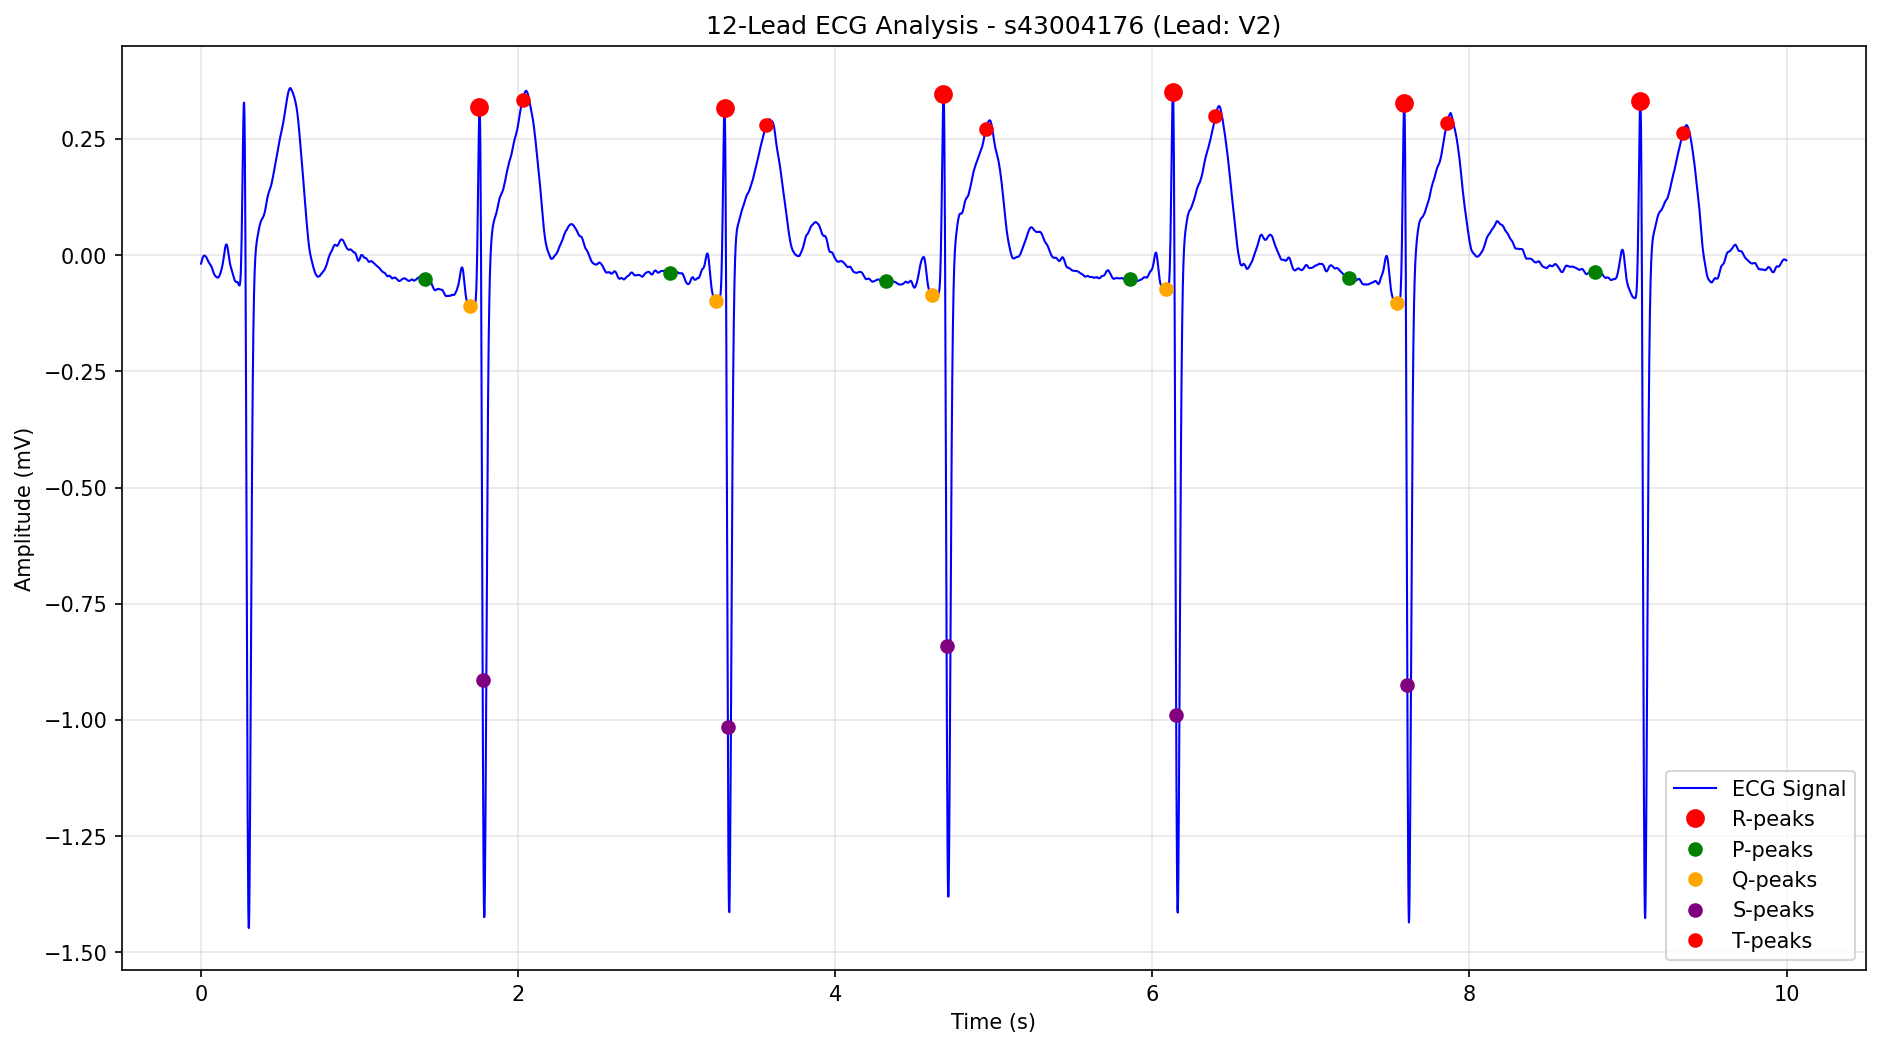 12-Lead ECG Analysis - s43004176 (Lead: V2)
Amplitude (mV)
0.25
0.00
−0.25
−0.50
−0.75
−1.00
−1.25
−1.50
0
2
4
6
8
10
Time (s)
ECG Signal
R-peaks
P-peaks
Q-peaks
S-peaks
T-peaks